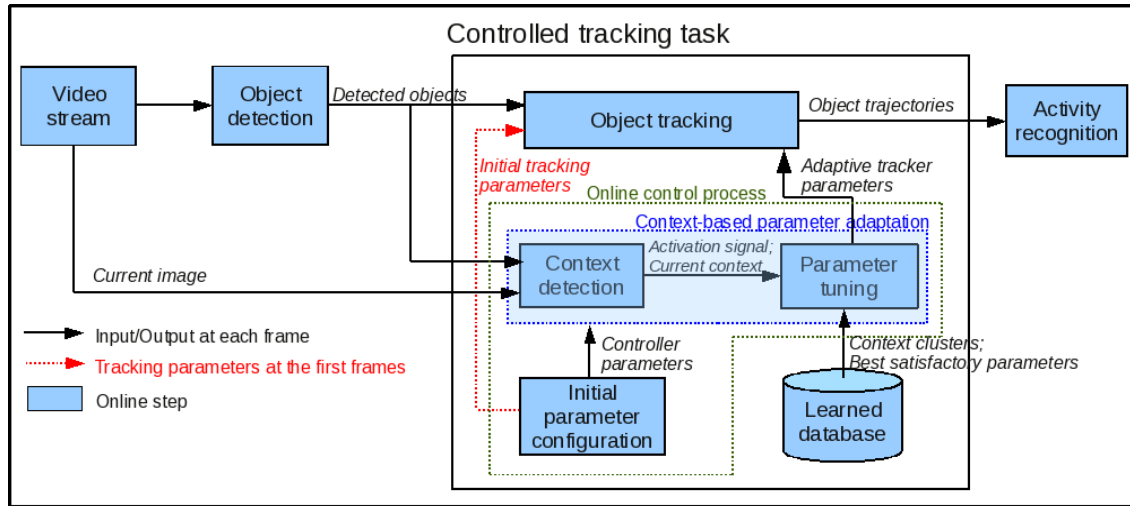 Controlled tracking task
Video
stream
Object
detection
Detected objects
Object tracking
Object trajectories
Activity
recognition
Initial tracking
parameters
Adaptive tracker
parameters
Online control process
Context-based parameter adaptation
Current image
Context
detection
Activation signal;
Current context
Parameter
tuning
Input/Output at each frame
Tracking parameters at the first frames
Online step
Controller
parameters
Context clusters;
Best satisfactory parameters
Initial
parameter
configuration
Learned
database